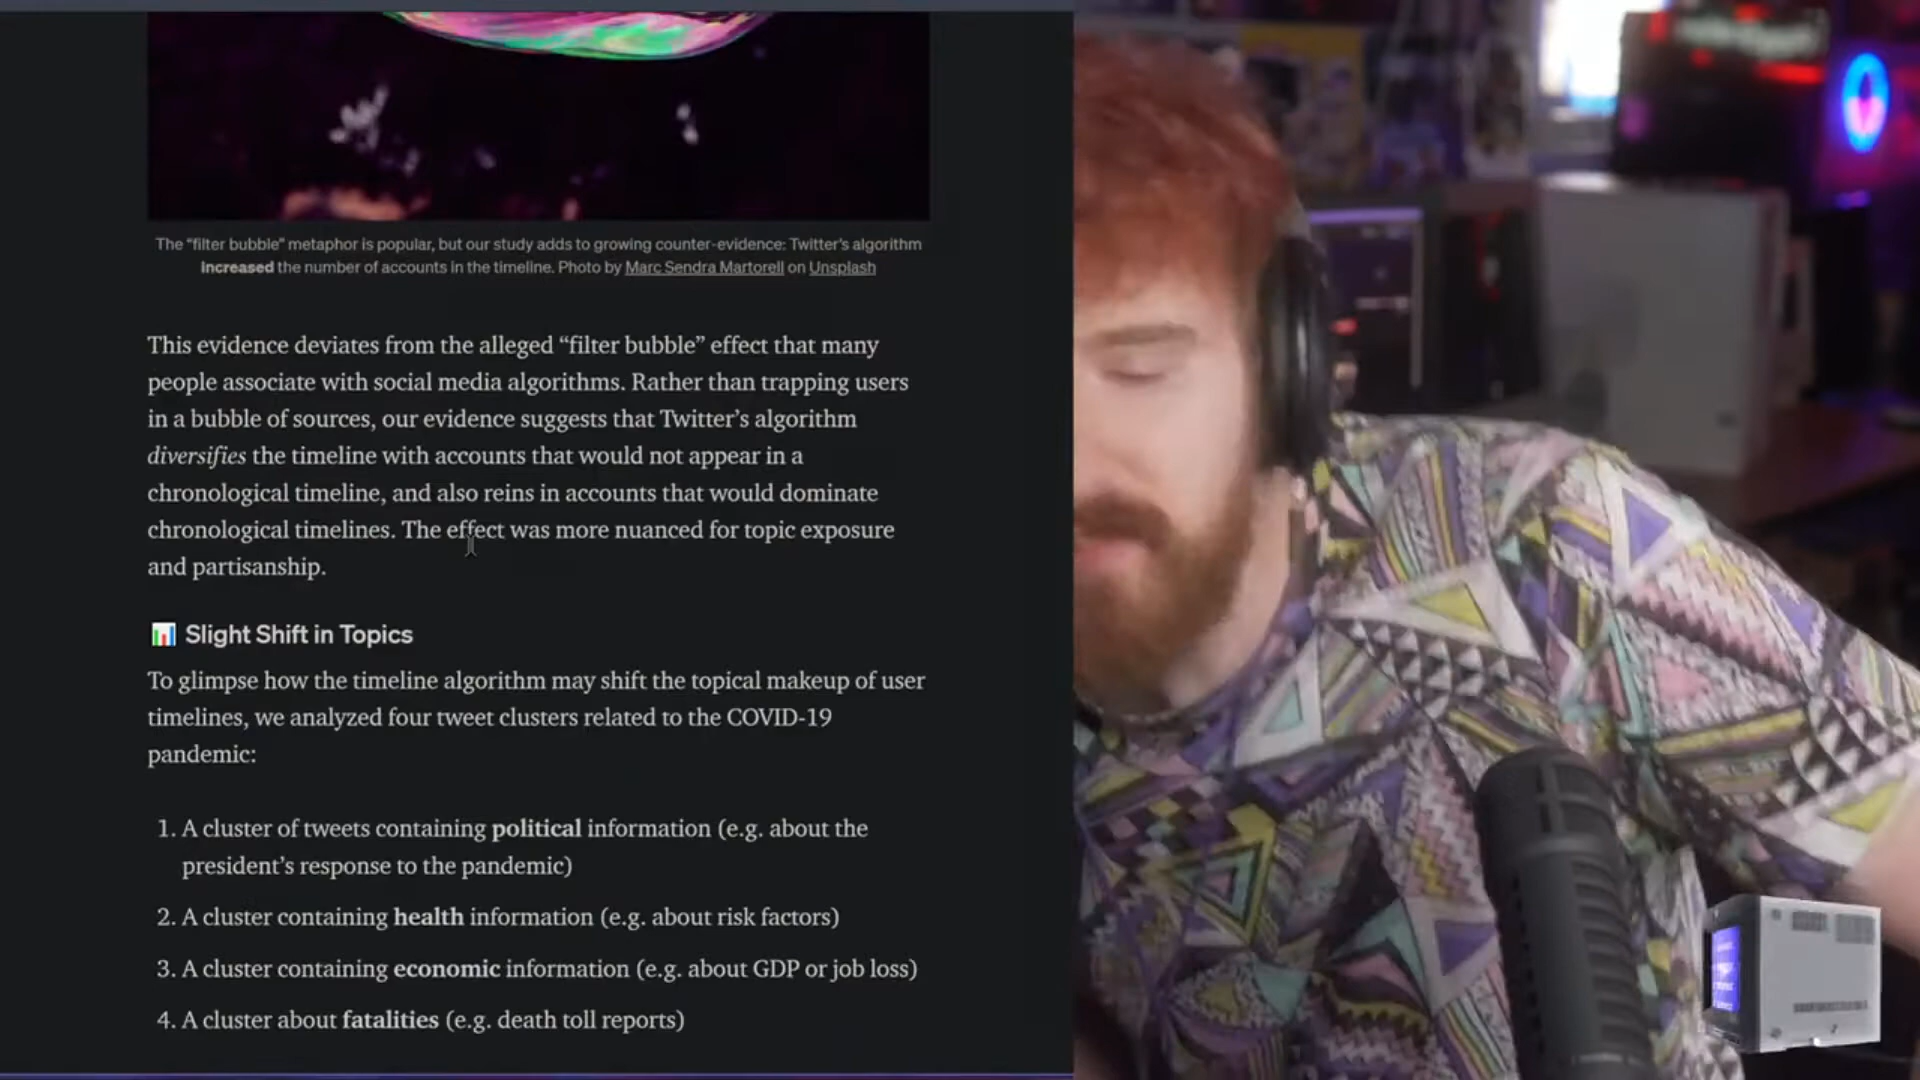 The "filter bubble" metaphor is popular, but our study adds to growing counter-evidence: Twitter's algorithm
increased the number of accounts in the timeline. Photo by Marc Sendra Martorell on Unsplash
This evidence deviates from the alleged “filter bubble” effect that many
people associate with social media algorithms. Rather than trapping users
in a bubble of sources, our evidence suggests that Twitter’s algorithm
diversifies the timeline with accounts that would not appear in a
chronological timeline, and also reins in accounts that would dominate
chronological timelines. The effect was more nuanced for topic exposure
and partisanship.
📊 Slight Shift in Topics
To glimpse how the timeline algorithm may shift the topical makeup of user
timelines, we analyzed four tweet clusters related to the COVID-19
pandemic:
1. A cluster of tweets containing political information (e.g. about the
president’s response to the pandemic)
2. A cluster containing health information (e.g. about risk factors)
3. A cluster containing economic information (e.g. about GDP or job loss)
4. A cluster about fatalities (e.g. death toll reports)